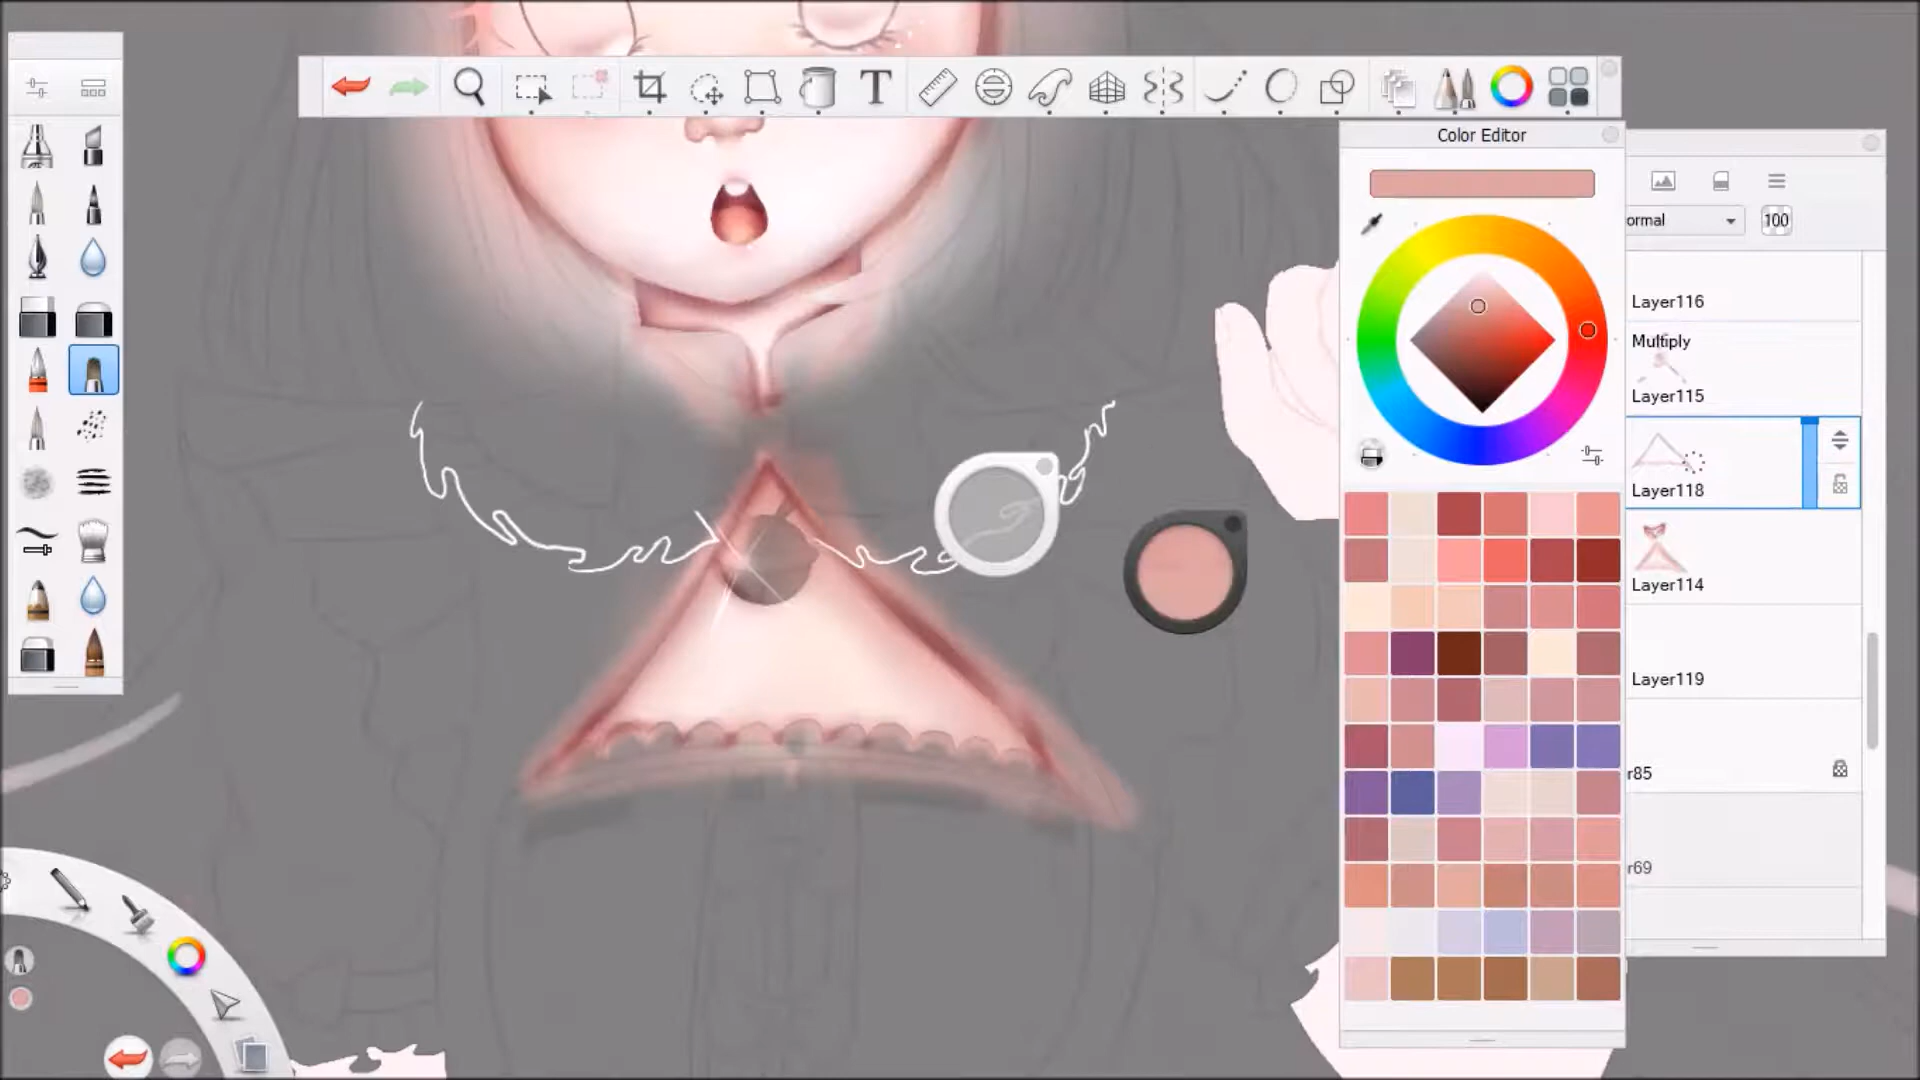 T
Color Editor
ormal
100
Layer116
Multiply
Layer115
Layer118
Layer114
Layer119
r85
r69